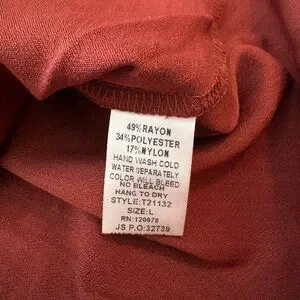 49%RAYON
34%POLYESTER
17%NYLON
HAND WASH COLD
WATER SEPARATELY
COLOR WILL BLEED
NO BLEACH
HANG TO DRY
STYLE:T21132
SIZE:L
RN:120978
JS P.O:32739